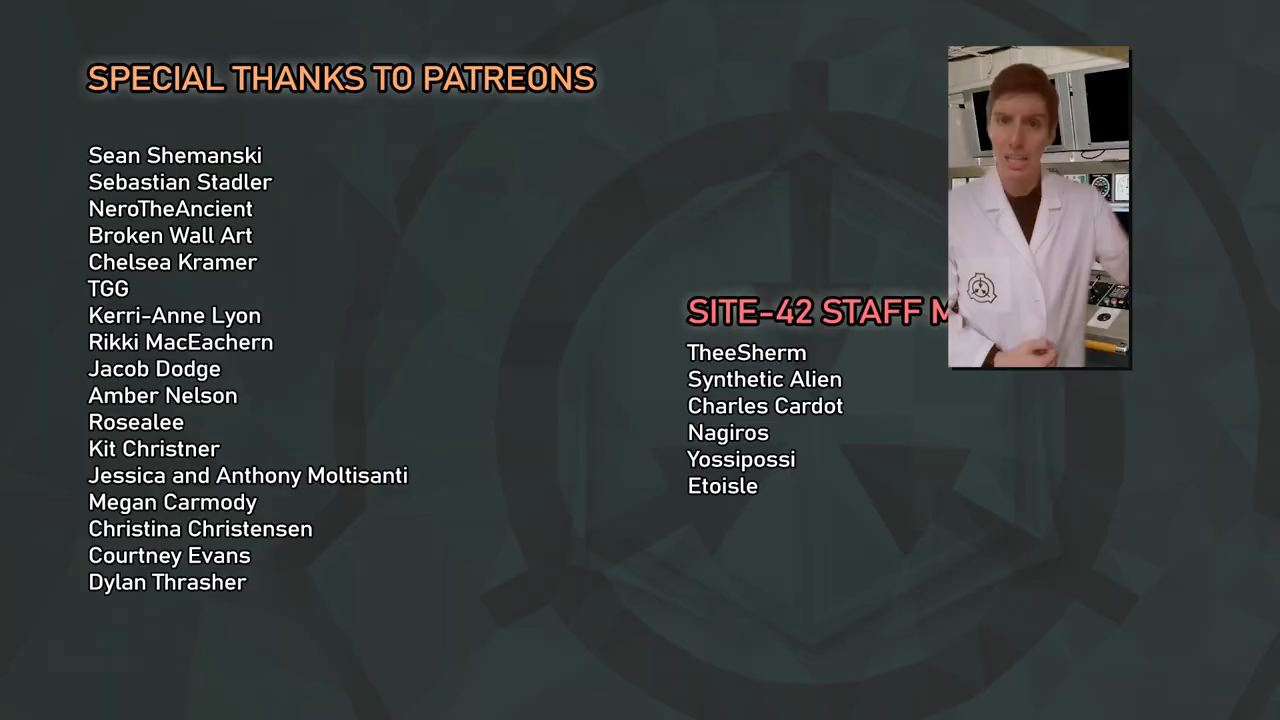 SPECIAL THANKS TO PATREONS
Sean Shemanski
Sebastian Stadler
NeroTheAncient
Broken Wall Art
Chelsea Kramer
TGG
Kerri-Anne Lyon
Rikki MacEachern
Jacob Dodge
Amber Nelson
Rosealee
Kit Christner
Jessica and Anthony Moltisanti
Megan Carmody
Christina Christensen
Courtney Evans
Dylan Thrasher
SITE-42 STAFF M
TheeSherm
Synthetic Alien
Charles Cardot
Nagiros
Yossipossi
Etoisle